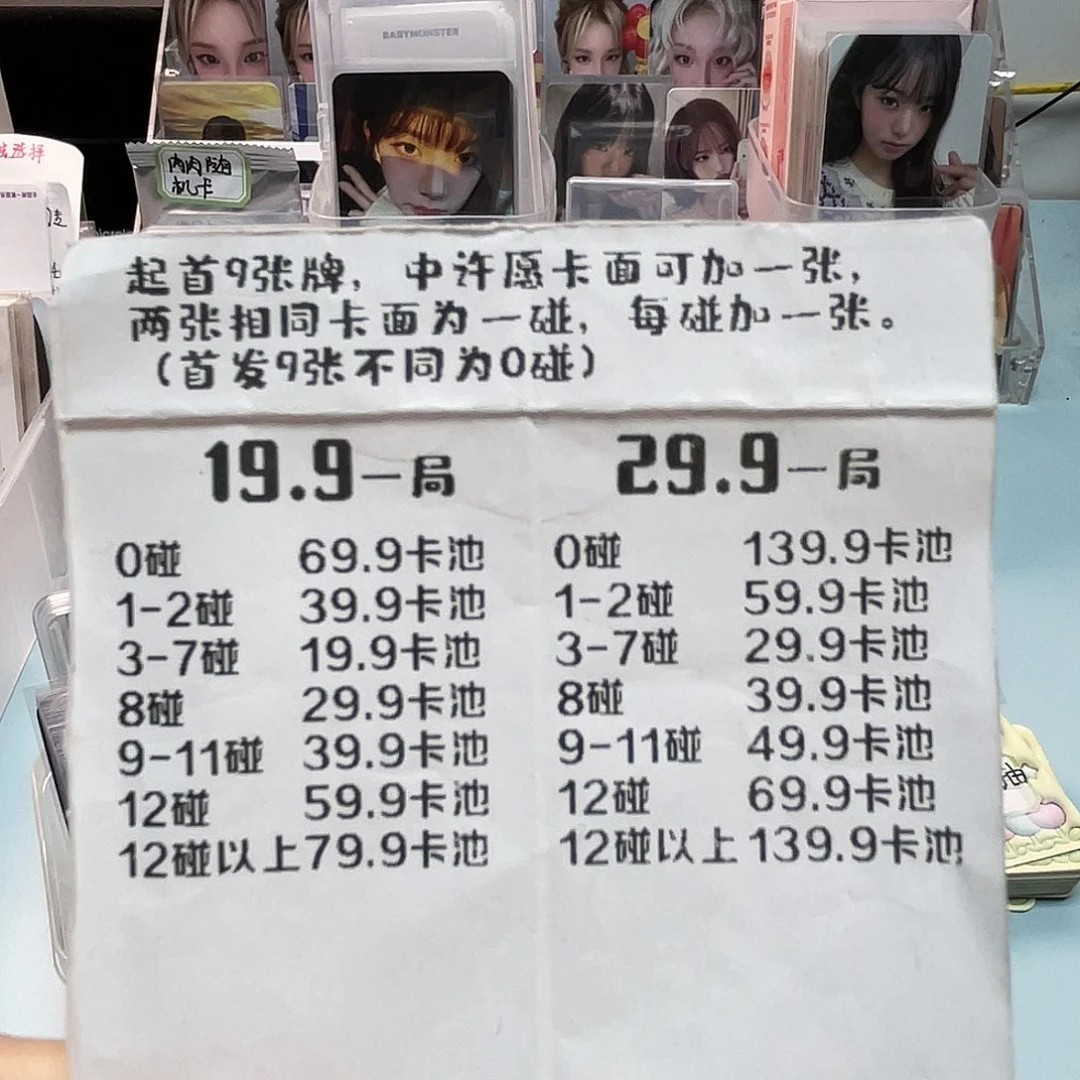 BABYMONSTER
肉肉随
机卡
选择
起首9张牌，中许愿卡面可加一张，
两张相同卡面为一碰，每碰加一张。
（首发9张不同为0碰）
19.9一局
0碰 69.9卡池
1-2碰 39.9卡池
3-7碰 19.9卡池
8碰 29.9卡池
9-11碰 39.9卡池
12碰 59.9卡池
12碰以上79.9卡池
29.9一局
0碰 139.9卡池
1-2碰 59.9卡池
3-7碰 29.9卡池
8碰 39.9卡池
9-11碰 49.9卡池
12碰 69.9卡池
12碰以上139.9卡池